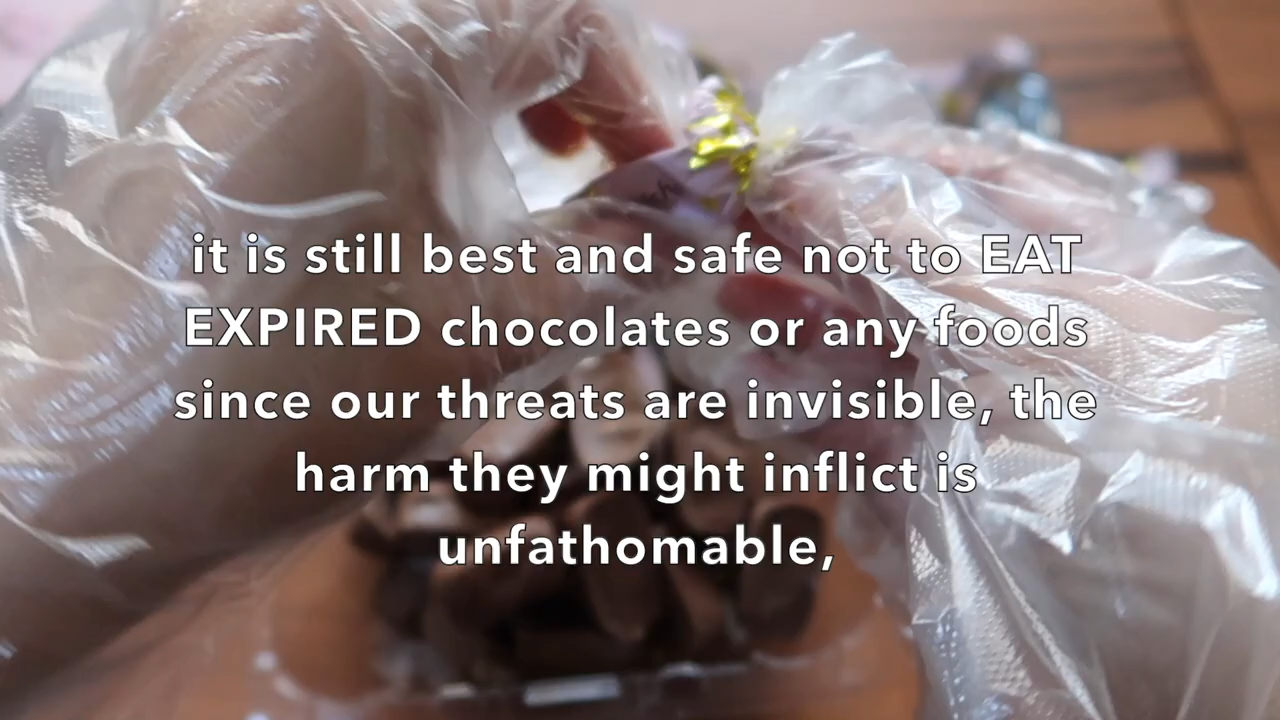 it is still best and safe not to EAT
EXPIRED chocolates or any foods
since our threats are invisible, the
harm they might inflict is
unfathomable,